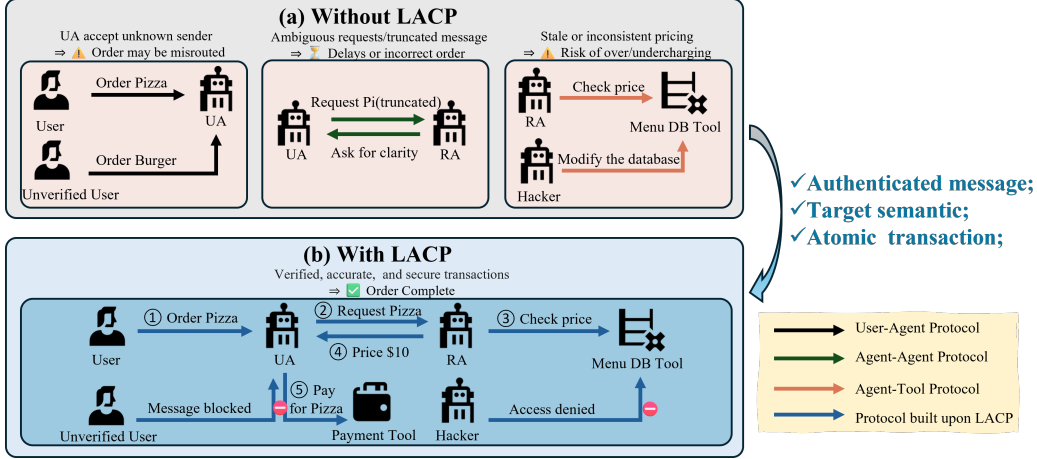 (a) Without LACP
UA accept unknown sender
⇒ ⚠️ Order may be misrouted
Order Pizza
User
UA
Order Burger
Unverified User
Ambiguous requests/truncated message
⇒ ⏳ Delays or incorrect order
Request Pi(truncated)
UA
RA
Ask for clarity
Stale or inconsistent pricing
⇒ ⚠️ Risk of over/undercharging
Check price
RA
Menu DB Tool
Modify the database
Hacker
✓Authenticated message;
✓Target semantic;
✓Atomic transaction;
(b) With LACP
Verified, accurate, and secure transactions
⇒ ✅ Order Complete
① Order Pizza
② Request Pizza
③ Check price
④ Price $10
User
UA
RA
Menu DB Tool
⑤ Pay
for Pizza
Message blocked
Access denied
Unverified User
Payment Tool
Hacker
User-Agent Protocol
Agent-Agent Protocol
Agent-Tool Protocol
Protocol built upon LACP